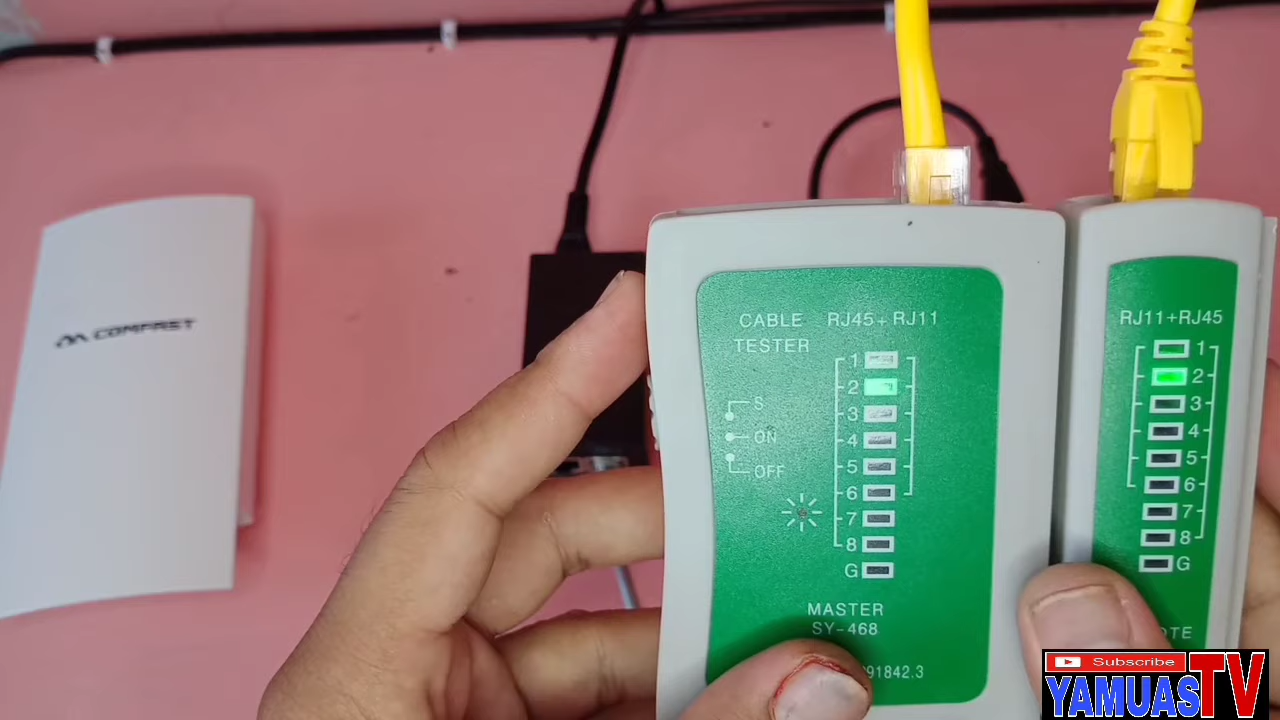 COMFAST
CABLE TESTER
RJ45+RJ11
1
2
3
4
5
6
7
8
G
S
ON
OFF
MASTER
SY-468
91842.3
RJ11+RJ45
1
2
3
4
5
6
7
8
G
Subscribe
YAMUASTV